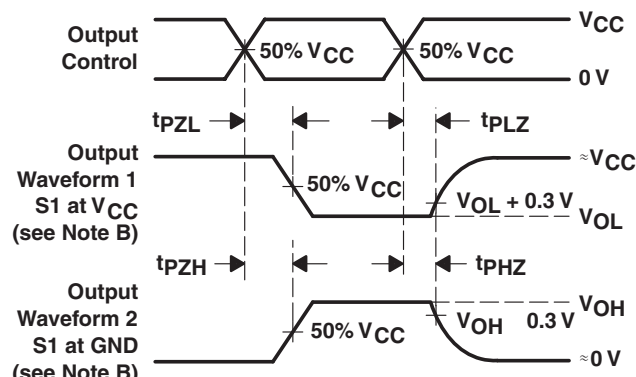 Output
Control
50% VCC
50% VCC
VCC
0 V
tPZL
tPLZ
Output
Waveform 1
S1 at VCC
(see Note B)
50% VCC
≈VCC
VOL + 0.3 V
VOL
tPZH
tPHZ
Output
Waveform 2
S1 at GND
(see Note B)
50% VCC
VOH 0.3 V
VOH
≈0 V